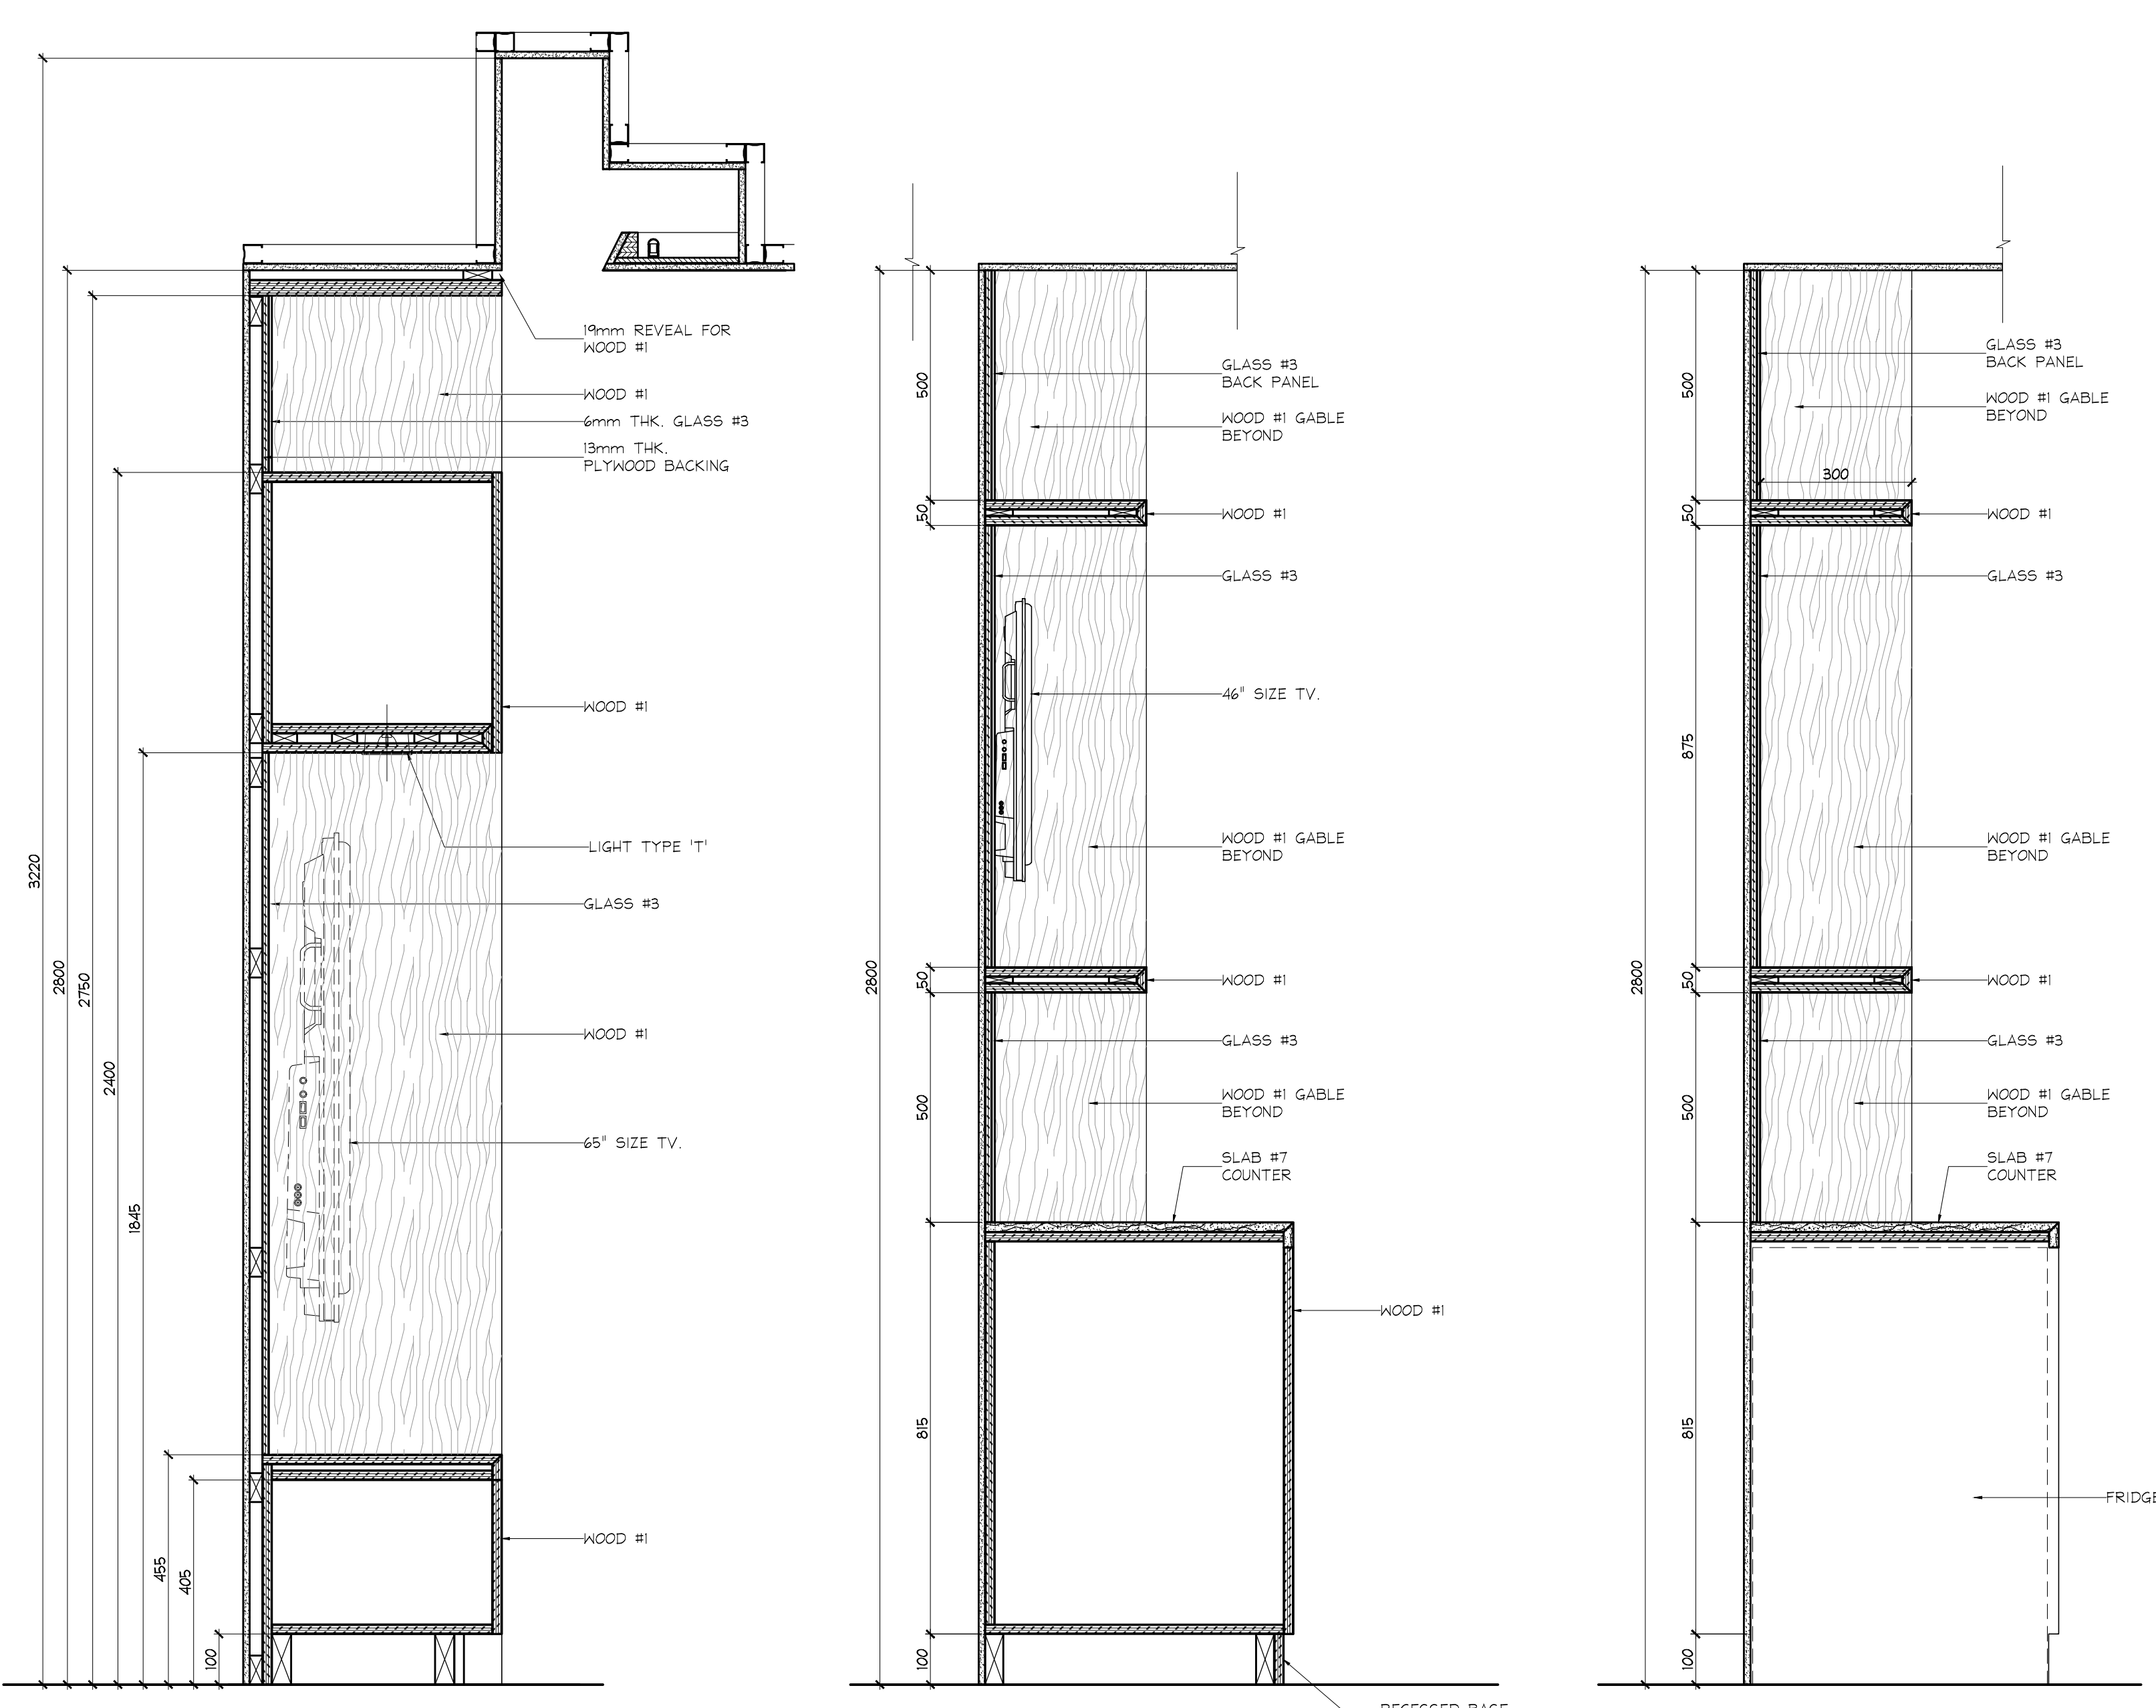 3220
2800
2750
2400
1845
455
405
100
19mm REVEAL FOR
WOOD #1
WOOD #1
6mm THK. GLASS #3
13mm THK.
PLYWOOD BACKING
WOOD #1
LIGHT TYPE 'T'
GLASS #3
WOOD #1
65" SIZE TV.
WOOD #1
2800
500
50
50
500
815
100
GLASS #3
BACK PANEL
WOOD #1 GABLE
BEYOND
WOOD #1
GLASS #3
46" SIZE TV.
WOOD #1 GABLE
BEYOND
WOOD #1
GLASS #3
WOOD #1 GABLE
BEYOND
SLAB #7
COUNTER
WOOD #1
RECESSED BASE
2800
500
50
875
50
500
815
100
300
GLASS #3
BACK PANEL
WOOD #1 GABLE
BEYOND
WOOD #1
GLASS #3
WOOD #1 GABLE
BEYOND
WOOD #1
GLASS #3
WOOD #1 GABLE
BEYOND
SLAB #7
COUNTER
FRIDGE